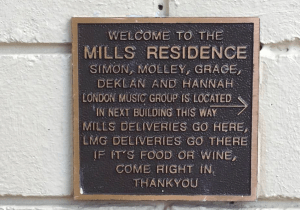 WELCOME TO THE
MILLS RESIDENCE
SIMON, MOLLEY, GRACE,
DEKLAN AND HANNAH
LONDON MUSIC GROUP IS LOCATED
IN NEXT BUILDING THIS WAY
MILLS DELIVERIES GO HERE,
LMG DELIVERIES GO THERE
IF IT'S FOOD OR WINE,
COME RIGHT IN.
THANKYOU